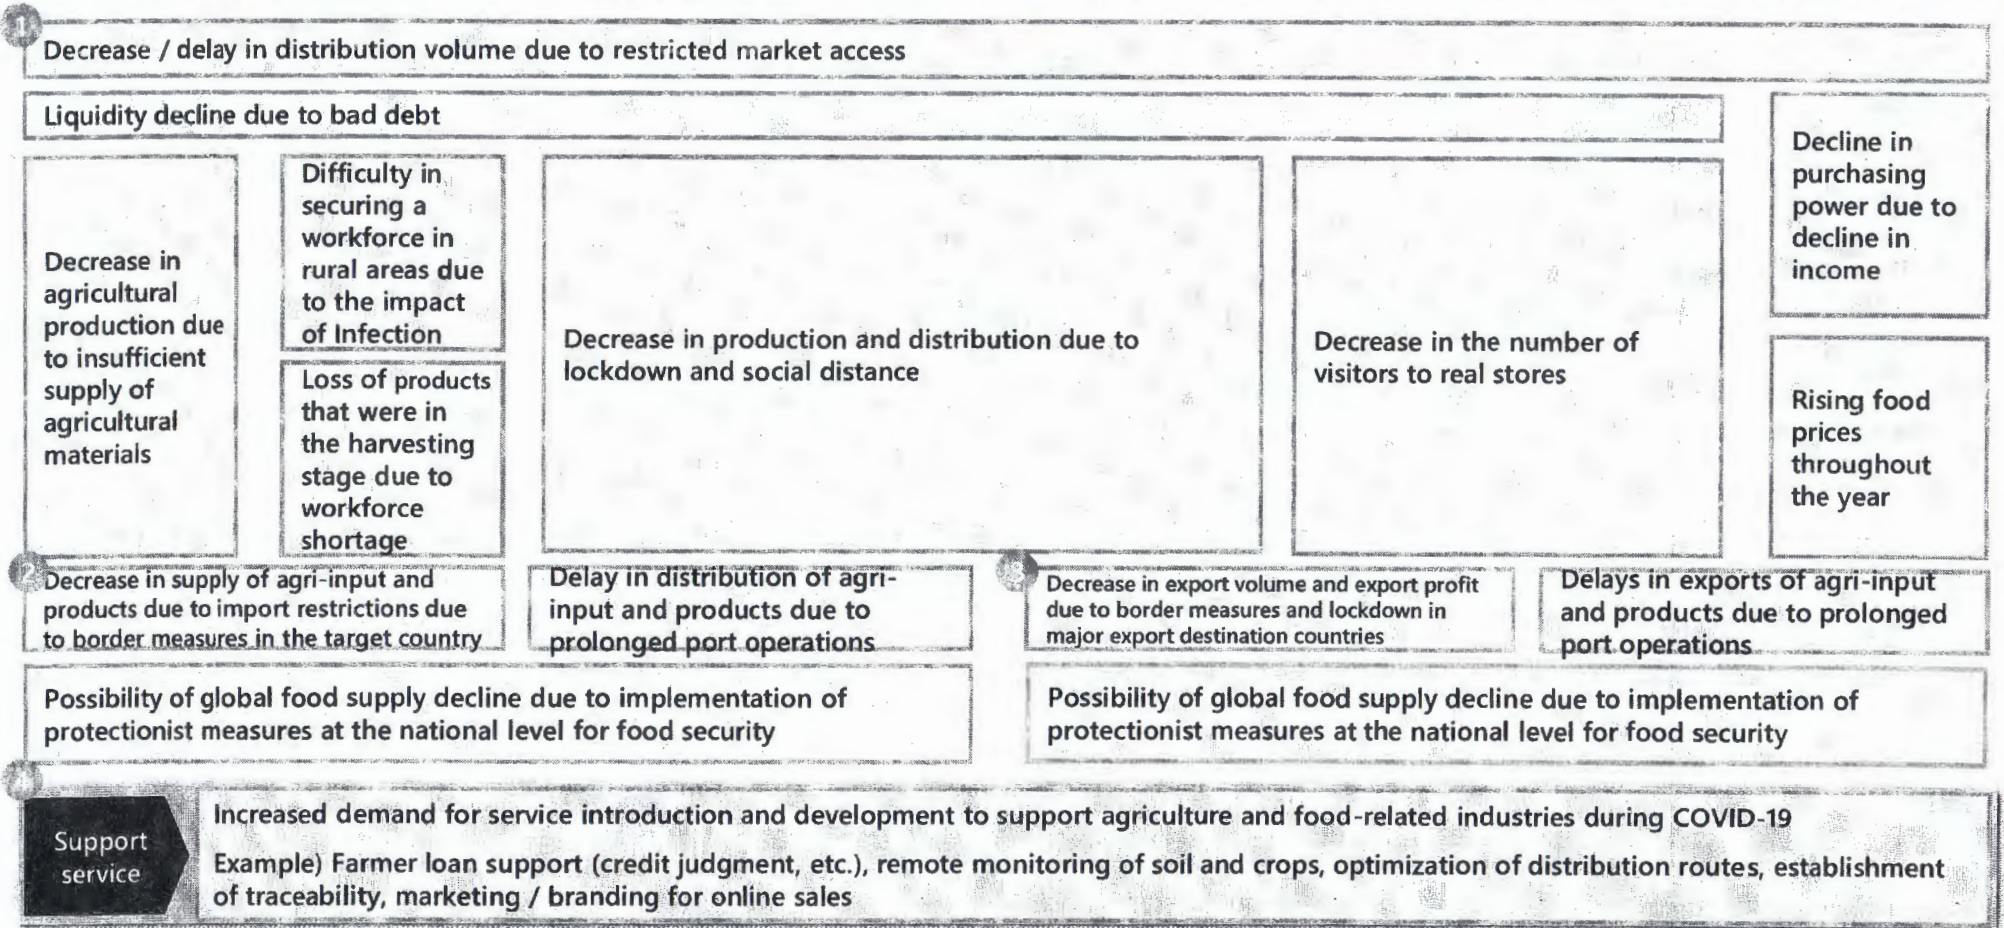 1
Decrease / delay in distribution volume due to restricted market access
Liquidity decline due to bad debt
Decrease in
agricultural
production due
to insufficient
supply of
agricultural
materials
Difficulty in
securing a
workforce in
rural areas due
to the impact
of Infection
Loss of products
that were in
the harvesting
stage due to
workforce
shortage
Decrease in production and distribution due to
lockdown and social distance
Decrease in the number of
visitors to real stores
Decline in
purchasing
power due to
decline in
income
Rising food
prices
throughout
the year
2
Decrease in supply of agri-input and
products due to import restrictions due
to border measures in the target country
Delay in distribution of agri-
input and products due to
prolonged port operations
3
Decrease in export volume and export profit
due to border measures and lockdown in
major export destination countries
Delays in exports of agri-input
and products due to prolonged
port operations
Possibility of global food supply decline due to implementation of
protectionist measures at the national level for food security
Possibility of global food supply decline due to implementation of
protectionist measures at the national level for food security
Support
service
Increased demand for service introduction and development to support agriculture and food-related industries during COVID-19
Example) Farmer loan support (credit judgment, etc.), remote monitoring of soil and crops, optimization of distribution routes, establishment
of traceability, marketing / branding for online sales